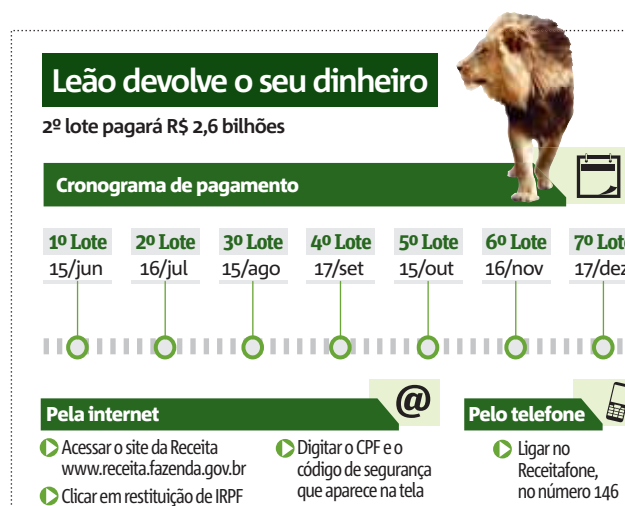 Leão devolve o seu dinheiro
2º lote pagará R$ 2,6 bilhões
Cronograma de pagamento
1º Lote 2º Lote 3º Lote 4º Lote 5º Lote 6º Lote 7º Lot
15/jun 16/jul 15/ago 17/set 15/out 16/nov 17/dez
Pela internet
@
Acessar o site da Receita
www.receita.fazenda.gov.br
Clicar em restituição de IRPF
Digitar o CPF e o
código de segurança
que aparece na tela
Pelo telefone
Ligar no
Receitafone,
no número 146